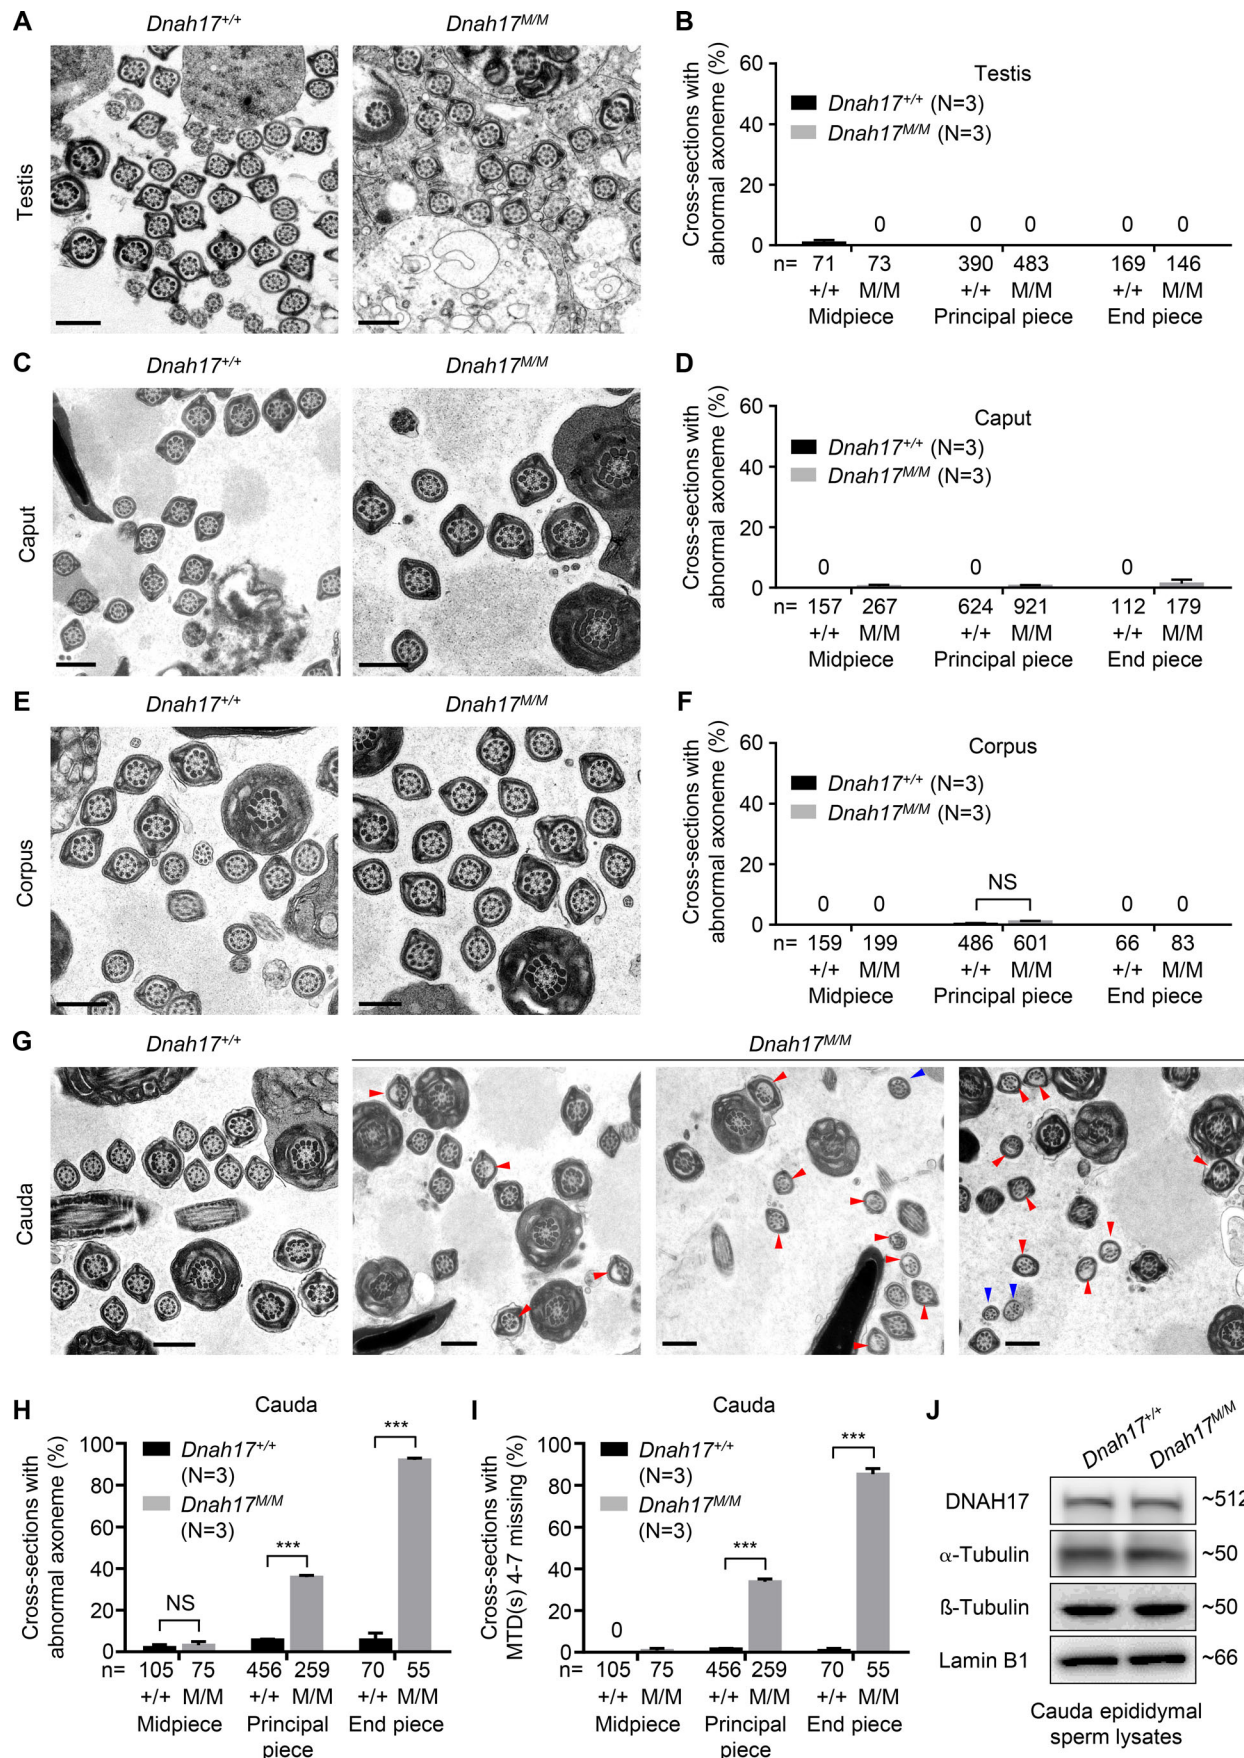 A
Dnah17+/+
Dnah17M/M
Testis
B
Cross-sections with
abnormal axoneme (%)
60
40
20
0
Testis
Dnah17+/+ (N=3)
Dnah17M/M (N=3)
0 0 0 0 0
n= 71 73 390 483 169 146
+/+ M/M +/+ M/M +/+ M/M
Midpiece Principal piece End piece
C
Dnah17+/+
Dnah17M/M
Caput
D
Cross-sections with
abnormal axoneme (%)
60
40
20
0
Caput
Dnah17+/+ (N=3)
Dnah17M/M (N=3)
0 0 0
n= 157 267 624 921 112 179
+/+ M/M +/+ M/M +/+ M/M
Midpiece Principal piece End piece
E
Dnah17+/+
Dnah17M/M
Corpus
F
Cross-sections with
abnormal axoneme (%)
60
40
20
0
Corpus
Dnah17+/+ (N=3)
Dnah17M/M (N=3)
0 0 NS 0 0
n= 159 199 486 601 66 83
+/+ M/M +/+ M/M +/+ M/M
Midpiece Principal piece End piece
G
Dnah17+/+
Dnah17M/M
Cauda
H
Cauda
Cross-sections with
abnormal axoneme (%)
100
80
60
40
20
0
Dnah17+/+
(N=3)
Dnah17M/M
(N=3)
NS *** ***
n= 105 75 456 259 70 55
+/+ M/M +/+ M/M +/+ M/M
Midpiece Principal End piece
piece
I
Cauda
Cross-sections with
MTD(s) 4-7 missing (%)
100
80
60
40
20
0
Dnah17+/+
(N=3)
Dnah17M/M
(N=3)
0 *** ***
n= 105 75 456 259 70 55
+/+ M/M +/+ M/M +/+ M/M
Midpiece Principal End piece
piece
J
Dnah17+/+
Dnah17M/M
DNAH17 ~512
α-Tubulin ~50
ß-Tubulin ~50
Lamin B1 ~66
Cauda epididymal
sperm lysates